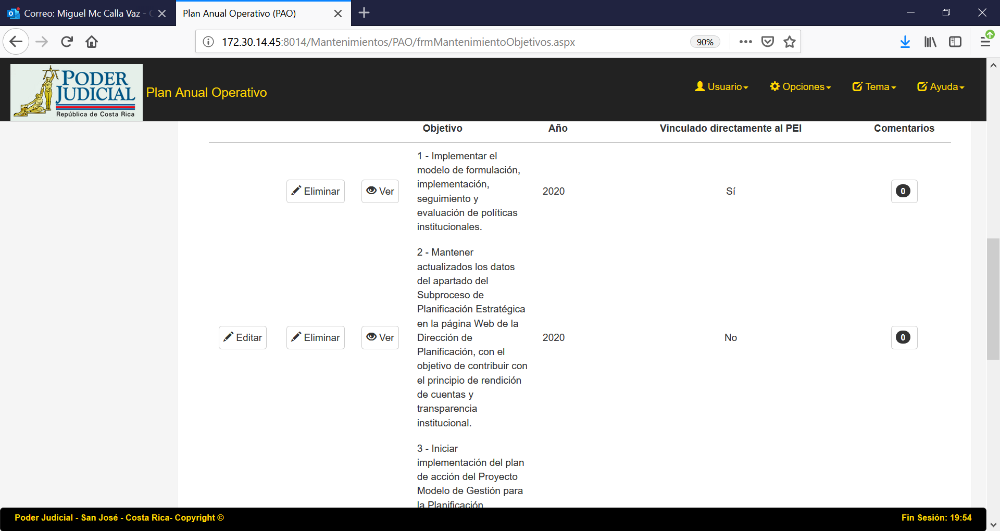 Correo: Miguel Mc Calla Vaz -
Plan Anual Operativo (PAO)
172.30.14.45:8014/Mantenimientos/PAO/frmMantenimientoObjetivos.aspx
90%
PODER
JUDICIAL
República de Costa Rica
Plan Anual Operativo
Usuario
Opciones
Tema
Ayuda
Objetivo
Año
Vinculado directamente al PEI
Comentarios
Eliminar
Ver
1 - Implementar el
modelo de formulación,
implementación,
seguimiento y
evaluación de políticas
institucionales.
2020
Sí
0
Editar
Eliminar
Ver
2 - Mantener
actualizados los datos
del apartado del
Subproceso de
Planificación Estratégica
en la página Web de la
Dirección de
Planificación, con el
objetivo de contribuir con
el principio de rendición
de cuentas y
transparencia
institucional.
2020
No
0
3 - Iniciar
implementación del plan
de acción del Proyecto
Modelo de Gestión para
la Planificación
Poder Judicial - San José - Costa Rica- Copyright ©
Fin Sesión: 19:54